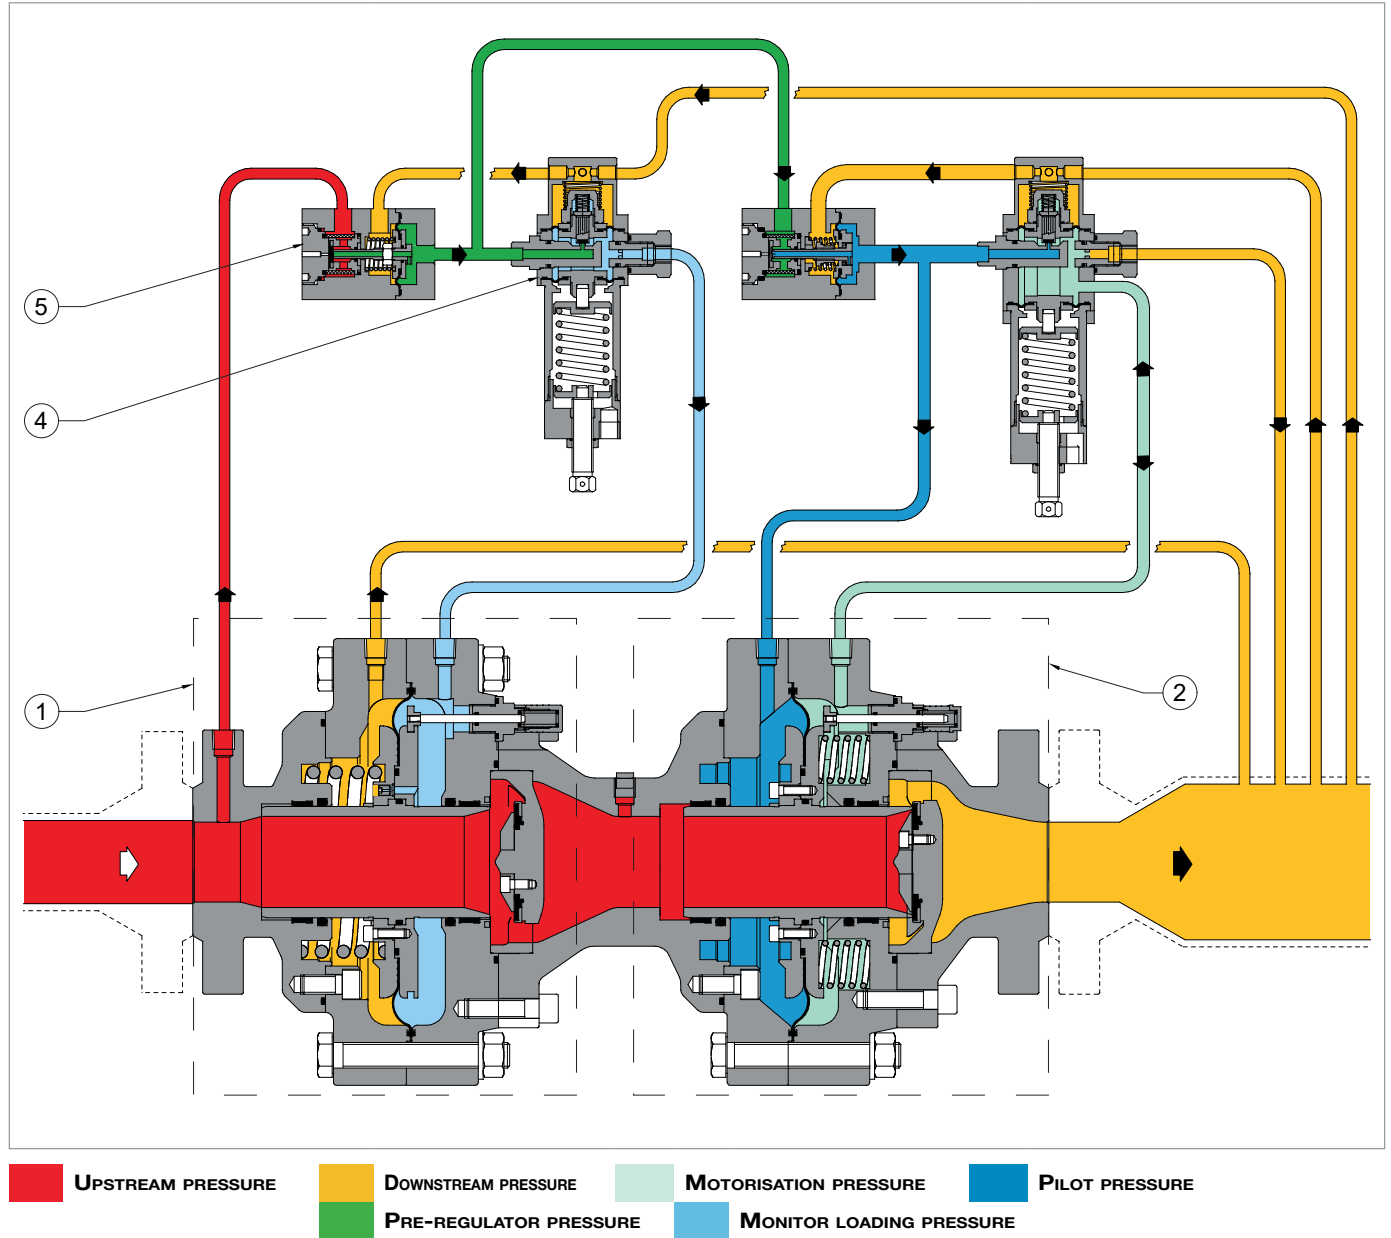 5
4
1
2
UPSTREAM PRESSURE
DOWNSTREAM PRESSURE
MOTORISATION PRESSURE
PILOT PRESSURE
PRE-REGULATOR PRESSURE
MONITOR LOADING PRESSURE